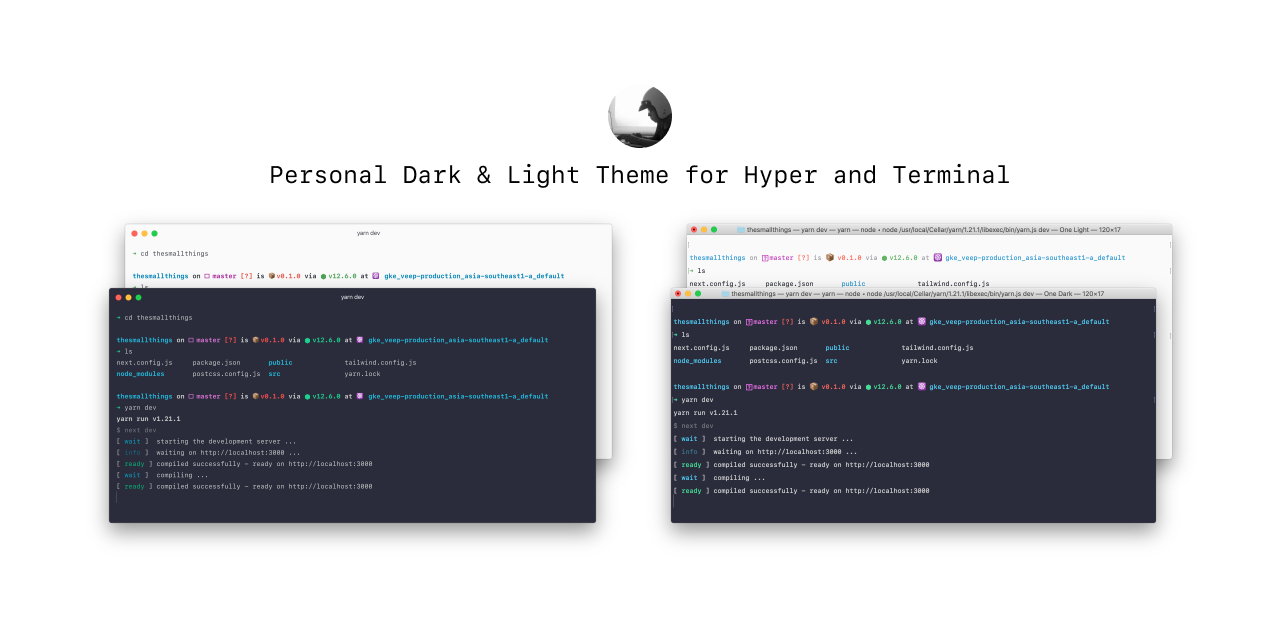 Personal Dark & Light Theme for Hyper and Terminal
yarn dev
→ cd thesmallthings
thesmallthings on master [?] is 📦 v0.1.0 via ● v12.6.0 at ☸ gke_veep-production_asia-southeast1-a_default
yarn dev
→ cd thesmallthings
thesmallthings on master [?] is 📦 v0.1.0 via ● v12.6.0 at ☸ gke_veep-production_asia-southeast1-a_default
→ ls
next.config.js package.json public tailwind.config.js
node_modules postcss.config.js src yarn.lock
thesmallthings on master [?] is 📦 v0.1.0 via ● v12.6.0 at ☸ gke_veep-production_asia-southeast1-a_default
→ yarn dev
yarn run v1.21.1
$ next dev
[ wait ] starting the development server ...
[ info ] waiting on http://localhost:3000 ...
[ ready ] compiled successfully - ready on http://localhost:3000
[ wait ] compiling ...
[ ready ] compiled successfully - ready on http://localhost:3000
thesmallthings — yarn dev — yarn — node • node /usr/local/Cellar/yarn/1.21.1/libexec/bin/yarn.js dev — One Light — 120×17
thesmallthings on master [?] is 📦 v0.1.0 via ● v12.6.0 at ☸ gke_veep-production_asia-southeast1-a_default
→ ls
next.config.js package.json public tailwind.config.js
thesmallthings — yarn dev — yarn — node • node /usr/local/Cellar/yarn/1.21.1/libexec/bin/yarn.js dev — One Dark — 120×17
thesmallthings on master [?] is 📦 v0.1.0 via ● v12.6.0 at ☸ gke_veep-production_asia-southeast1-a_default
→ ls
next.config.js package.json public tailwind.config.js
node_modules postcss.config.js src yarn.lock
thesmallthings on master [?] is 📦 v0.1.0 via ● v12.6.0 at ☸ gke_veep-production_asia-southeast1-a_default
→ yarn dev
yarn run v1.21.1
$ next dev
[ wait ] starting the development server ...
[ info ] waiting on http://localhost:3000 ...
[ ready ] compiled successfully - ready on http://localhost:3000
[ wait ] compiling ...
[ ready ] compiled successfully - ready on http://localhost:3000